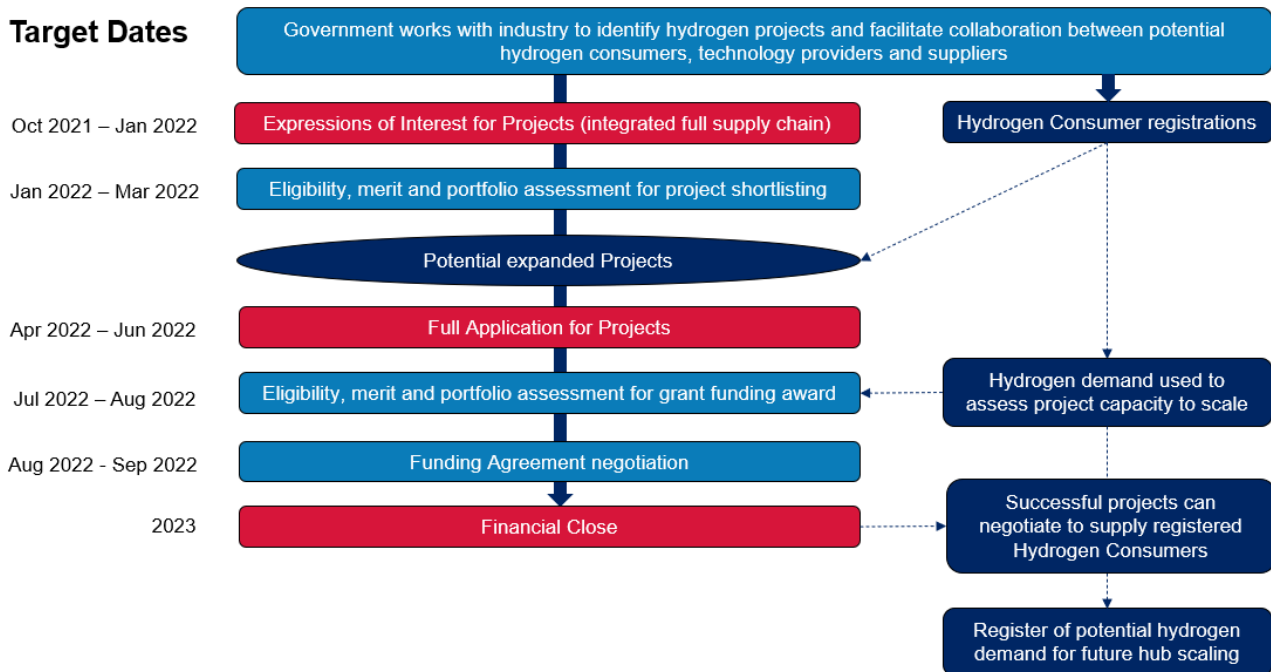 Target Dates
Government works with industry to identify hydrogen projects and facilitate collaboration between potential
hydrogen consumers, technology providers and suppliers
Oct 2021 – Jan 2022
Expressions of Interest for Projects (integrated full supply chain)
Hydrogen Consumer registrations
Jan 2022 – Mar 2022
Eligibility, merit and portfolio assessment for project shortlisting
Potential expanded Projects
Apr 2022 – Jun 2022
Full Application for Projects
Jul 2022 – Aug 2022
Eligibility, merit and portfolio assessment for grant funding award
Hydrogen demand used to
assess project capacity to scale
Aug 2022 - Sep 2022
Funding Agreement negotiation
2023
Financial Close
Successful projects can
negotiate to supply registered
Hydrogen Consumers
Register of potential hydrogen
demand for future hub scaling